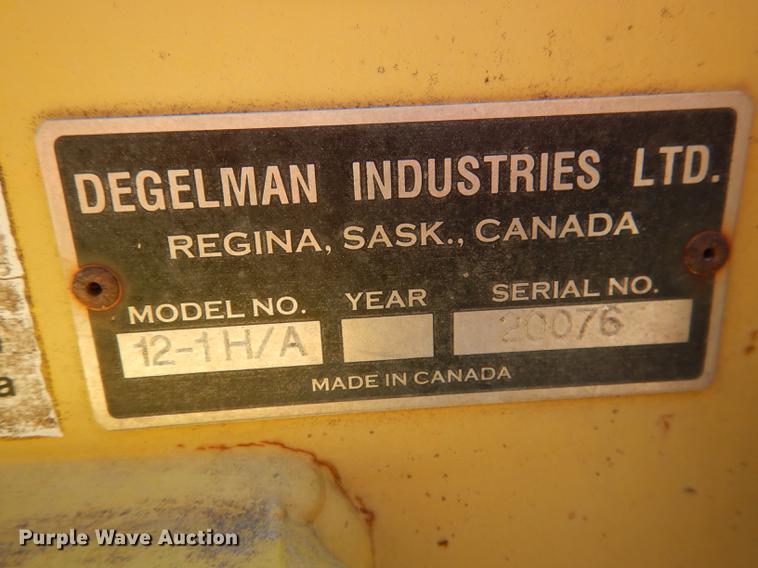 DEGELMAN INDUSTRIES LTD.
REGINA, SASK., CANADA
MODEL NO. YEAR SERIAL NO.
12-1H/A 20076
MADE IN CANADA
a
Purple Wave Auction